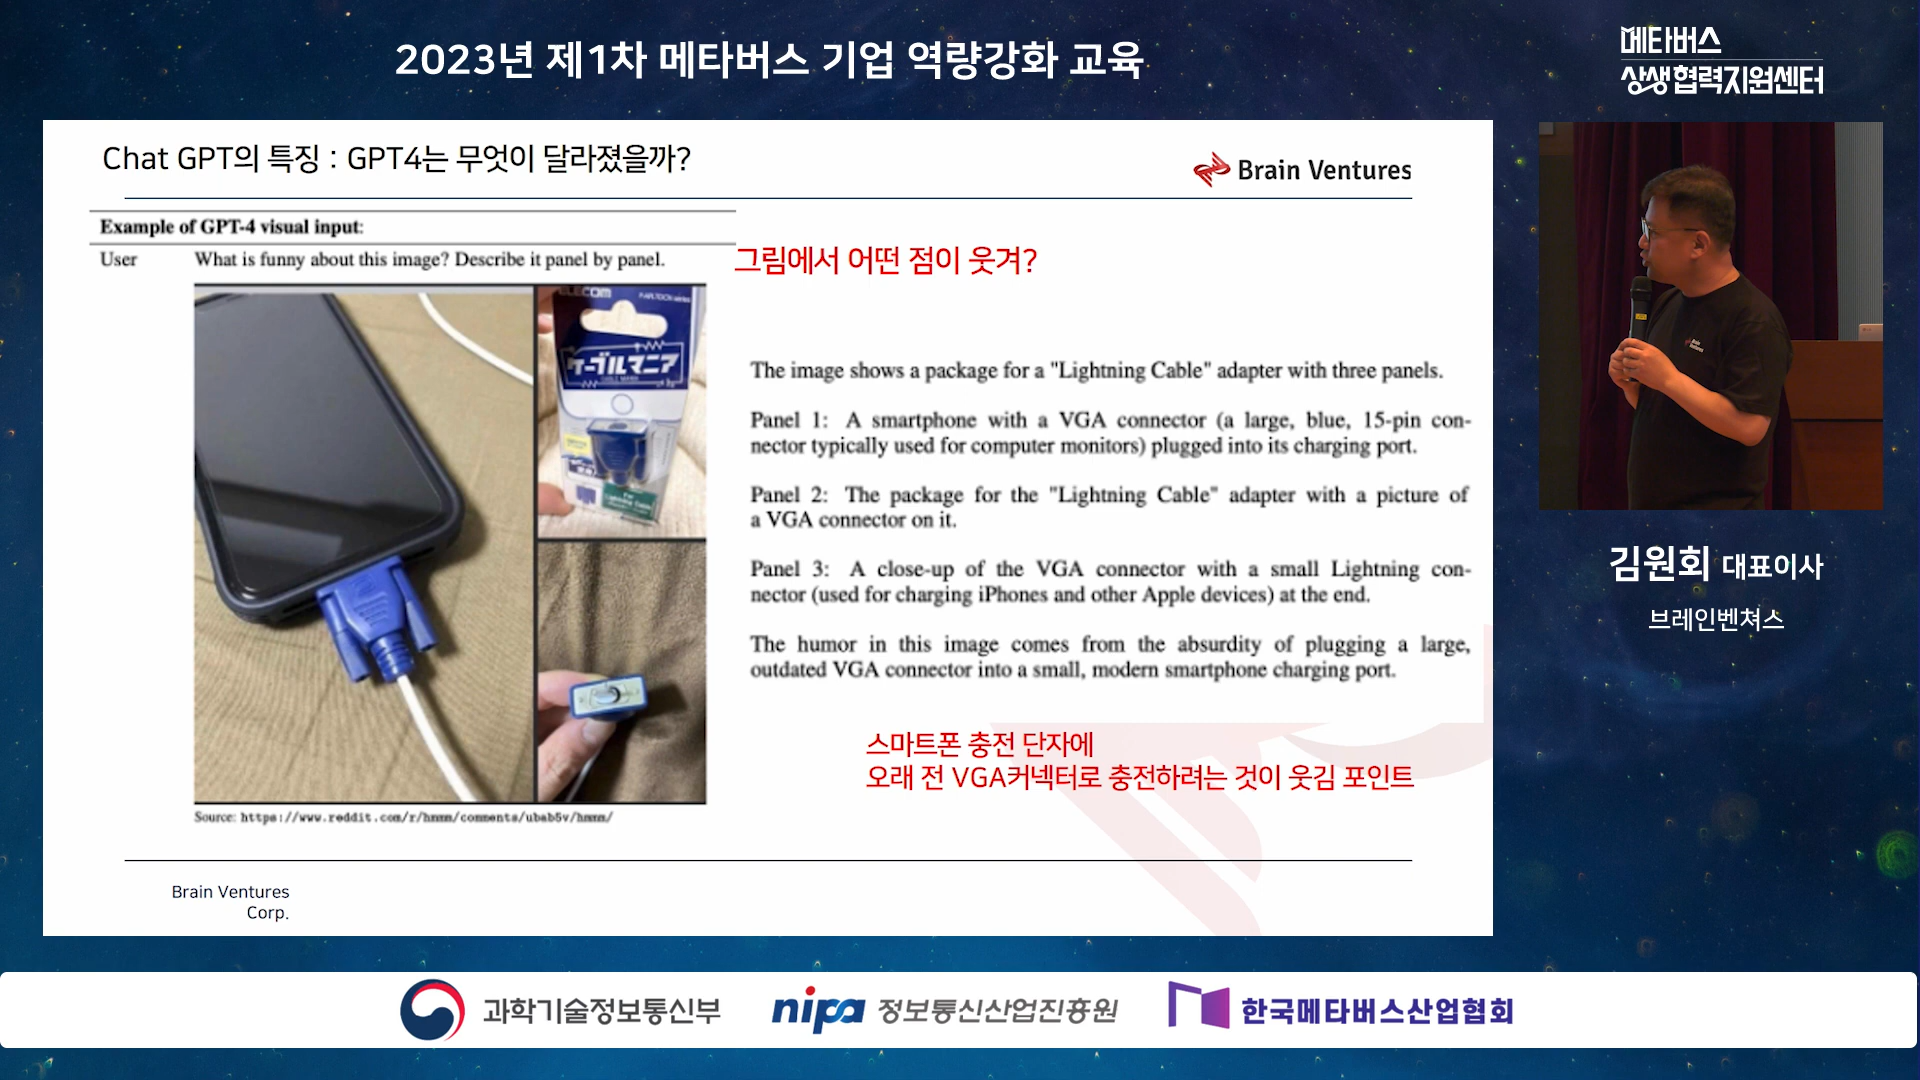 2023년 제1차 메타버스 기업 역량강화 교육
메타버스
상생협력지원센터
Chat GPT의 특징 : GPT4는 무엇이 달라졌을까?
Brain Ventures
Example of GPT-4 visual input:
User What is funny about this image? Describe it panel by panel.
그림에서 어떤 점이 웃겨?
ELECOM
ケーブルマニア
CABLE MANIA
The image shows a package for a "Lightning Cable" adapter with three panels.
Panel 1: A smartphone with a VGA connector (a large, blue, 15-pin con-
nector typically used for computer monitors) plugged into its charging port.
Panel 2: The package for the "Lightning Cable" adapter with a picture of
a VGA connector on it.
Panel 3: A close-up of the VGA connector with a small Lightning con-
nector (used for charging iPhones and other Apple devices) at the end.
The humor in this image comes from the absurdity of plugging a large,
outdated VGA connector into a small, modern smartphone charging port.
스마트폰 충전 단자에
오래 전 VGA커넥터로 충전하려는 것이 웃김 포인트
Source: https://www.reddit.com/r/hmmm/comments/ubab5v/hmmm/
Brain Ventures
Corp.
Brain
Ventures
김원회 대표이사
브레인벤쳐스
과학기술정보통신부
nipa 정보통신산업진흥원
한국메타버스산업협회